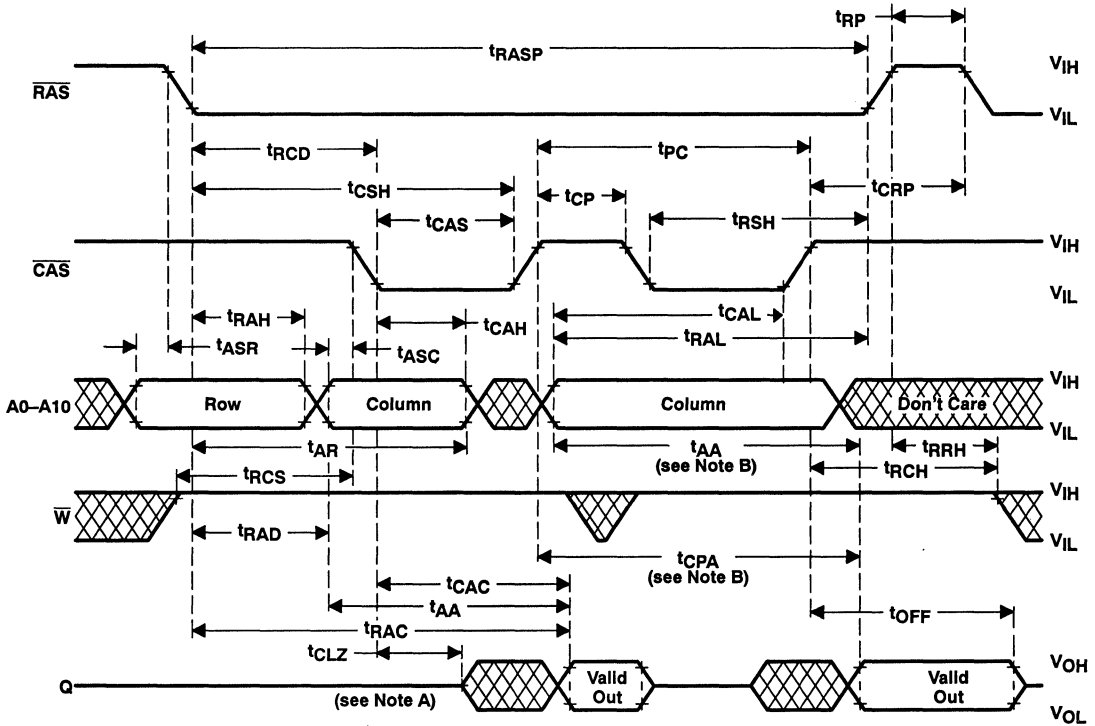 tRP
tRASP
RAS
VIH
VIL
tRCD
tPC
tCSH
tCP
tCRP
tCAS
tRSH
CAS
VIH
VIL
tRAH
tCAH
tCAL
tASR
tASC
tRAL
A0–A10
Row
Column
Column
Don't Care
VIH
VIL
tAR
tAA
(see Note B)
tRRH
tRCS
tRCH
W
VIH
VIL
tRAD
tCPA
(see Note B)
tCAC
tAA
tOFF
tRAC
tCLZ
Q
(see Note A)
Valid
Out
Valid
Out
VOH
VOL